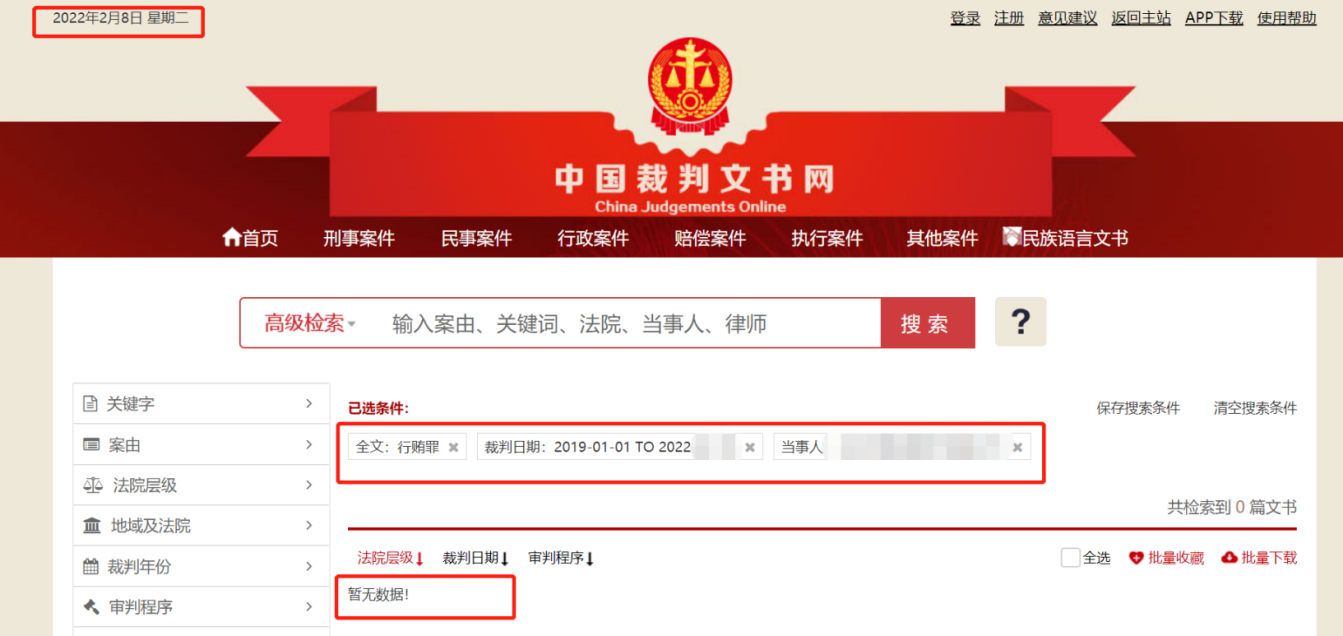 2022年2月8日 星期二
登录 注册 意见建议 返回主站 APP下载 使用帮助
中国裁判文书网
China Judgements Online
首页 刑事案件 民事案件 行政案件 赔偿案件 执行案件 其他案件 民族语言文书
高级检索 输入案由、关键词、法院、当事人、律师 搜索 ?
关键字
案由
法院层级
地域及法院
裁判年份
审判程序
已选条件: 保存搜索条件 清空搜索条件
全文: 行贿罪 × 裁判日期: 2019-01-01 TO 2022 × 当事人 ×
共检索到 0 篇文书
法院层级 裁判日期 审判程序 全选 批量收藏 批量下载
暂无数据!